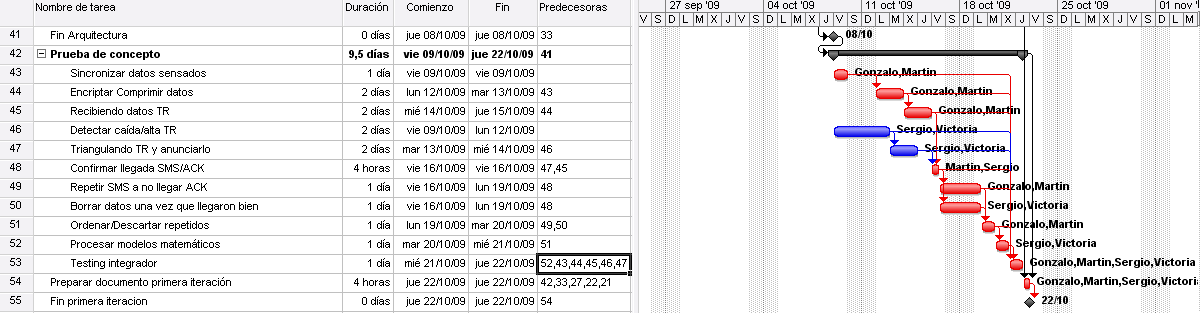 Nombre de tarea Duración Comienzo Fin Predecesoras 27 sep '09 04 oct '09 11 oct '09 18 oct '09 25 oct '09 01 nov '
V S D L M X J V S D L M X J V S D L M X J V S D L M X J V S D L M X J V S D L M X
41 Fin Arquitectura 0 días jue 08/10/09 jue 08/10/09 33 08/10
42 Prueba de concepto 9,5 días vie 09/10/09 jue 22/10/09 41
43 Sincronizar datos sensados 1 día vie 09/10/09 vie 09/10/09 Gonzalo,Martin
44 Encriptar Comprimir datos 2 días lun 12/10/09 mar 13/10/09 43 Gonzalo,Martin
45 Recibiendo datos TR 2 días mié 14/10/09 jue 15/10/09 44 Gonzalo,Martin
46 Detectar caída/alta TR 2 días vie 09/10/09 lun 12/10/09 Sergio,Victoria
47 Triangulando TR y anunciarlo 2 días mar 13/10/09 mié 14/10/09 46 Sergio,Victoria
48 Confirmar llegada SMS/ACK 4 horas vie 16/10/09 vie 16/10/09 47,45 Martin,Sergio
49 Repetir SMS a no llegar ACK 1 día vie 16/10/09 lun 19/10/09 48 Gonzalo,Martin
50 Borrar datos una vez que llegaron bien 1 día vie 16/10/09 lun 19/10/09 48 Sergio,Victoria
51 Ordenar/Descartar repetidos 1 día lun 19/10/09 mar 20/10/09 49,50 Gonzalo,Martin
52 Procesar modelos matemáticos 1 día mar 20/10/09 mié 21/10/09 51 Sergio,Victoria
53 Testing integrador 1 día mié 21/10/09 jue 22/10/09 52,43,44,45,46,47 Gonzalo,Martin,Sergio,Victoria
54 Preparar documento primera iteración 4 horas jue 22/10/09 jue 22/10/09 42,33,27,22,21 Gonzalo,Martin,Sergio,Victoria
55 Fin primera iteracion 0 días jue 22/10/09 jue 22/10/09 54 22/10